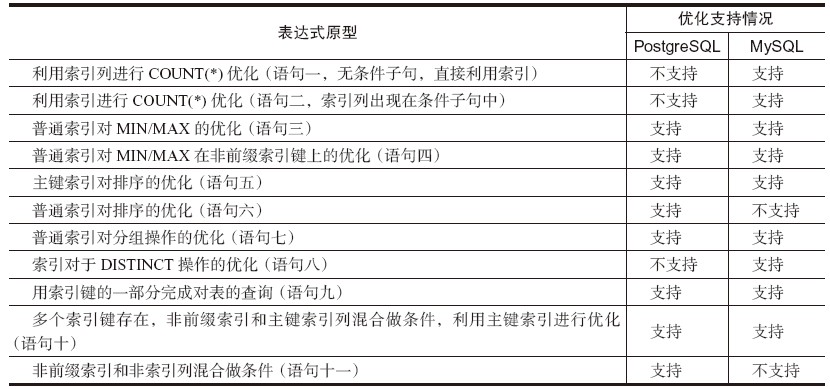 表达式原型 优化支持情况
PostgreSQL MySQL
利用索引列进行 COUNT(*) 优化（语句一，无条件子句，直接利用索引） 不支持 支持
利用索引进行 COUNT(*) 优化（语句二，索引列出现在条件子句中） 不支持 支持
普通索引对 MIN/MAX 的优化（语句三） 支持 支持
普通索引对 MIN/MAX 在非前缀索引键上的优化（语句四） 支持 支持
主键索引对排序的优化（语句五） 支持 支持
普通索引对排序的优化（语句六） 支持 不支持
普通索引对分组操作的优化（语句七） 支持 支持
索引对于 DISTINCT 操作的优化（语句八） 不支持 支持
用索引键的一部分完成对表的查询（语句九） 支持 支持
多个索引键存在，非前缀索引和主键索引列混合做条件，利用主键索引进行优化
（语句十） 支持 支持
非前缀索引和非索引列混合做条件（语句十一） 支持 不支持